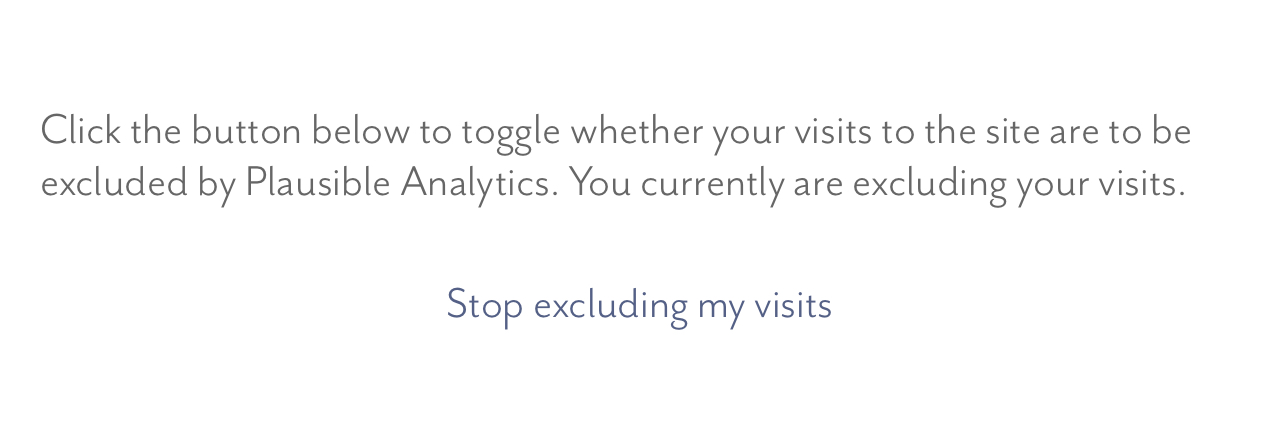 Click the button below to toggle whether your visits to the site are to be
excluded by Plausible Analytics. You currently are excluding your visits.
Stop excluding my visits